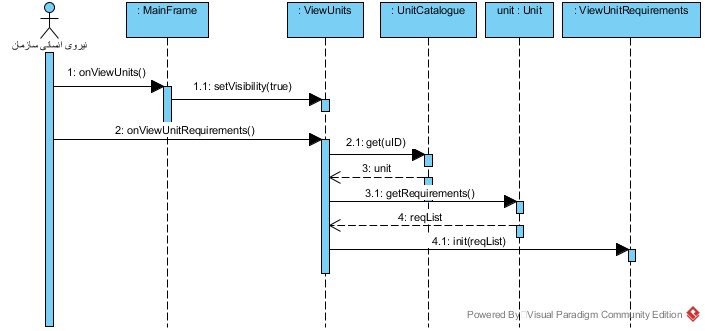 : MainFrame
: ViewUnits
: UnitCatalogue
unit : Unit
: ViewUnitRequirements
نیروی انسانی سازمان
1: onViewUnits()
1.1: setVisibility(true)
2: onViewUnitRequirements()
2.1: get(uID)
3: unit
3.1: getRequirements()
4: reqList
4.1: init(reqList)
Powered By Visual Paradigm Community Edition